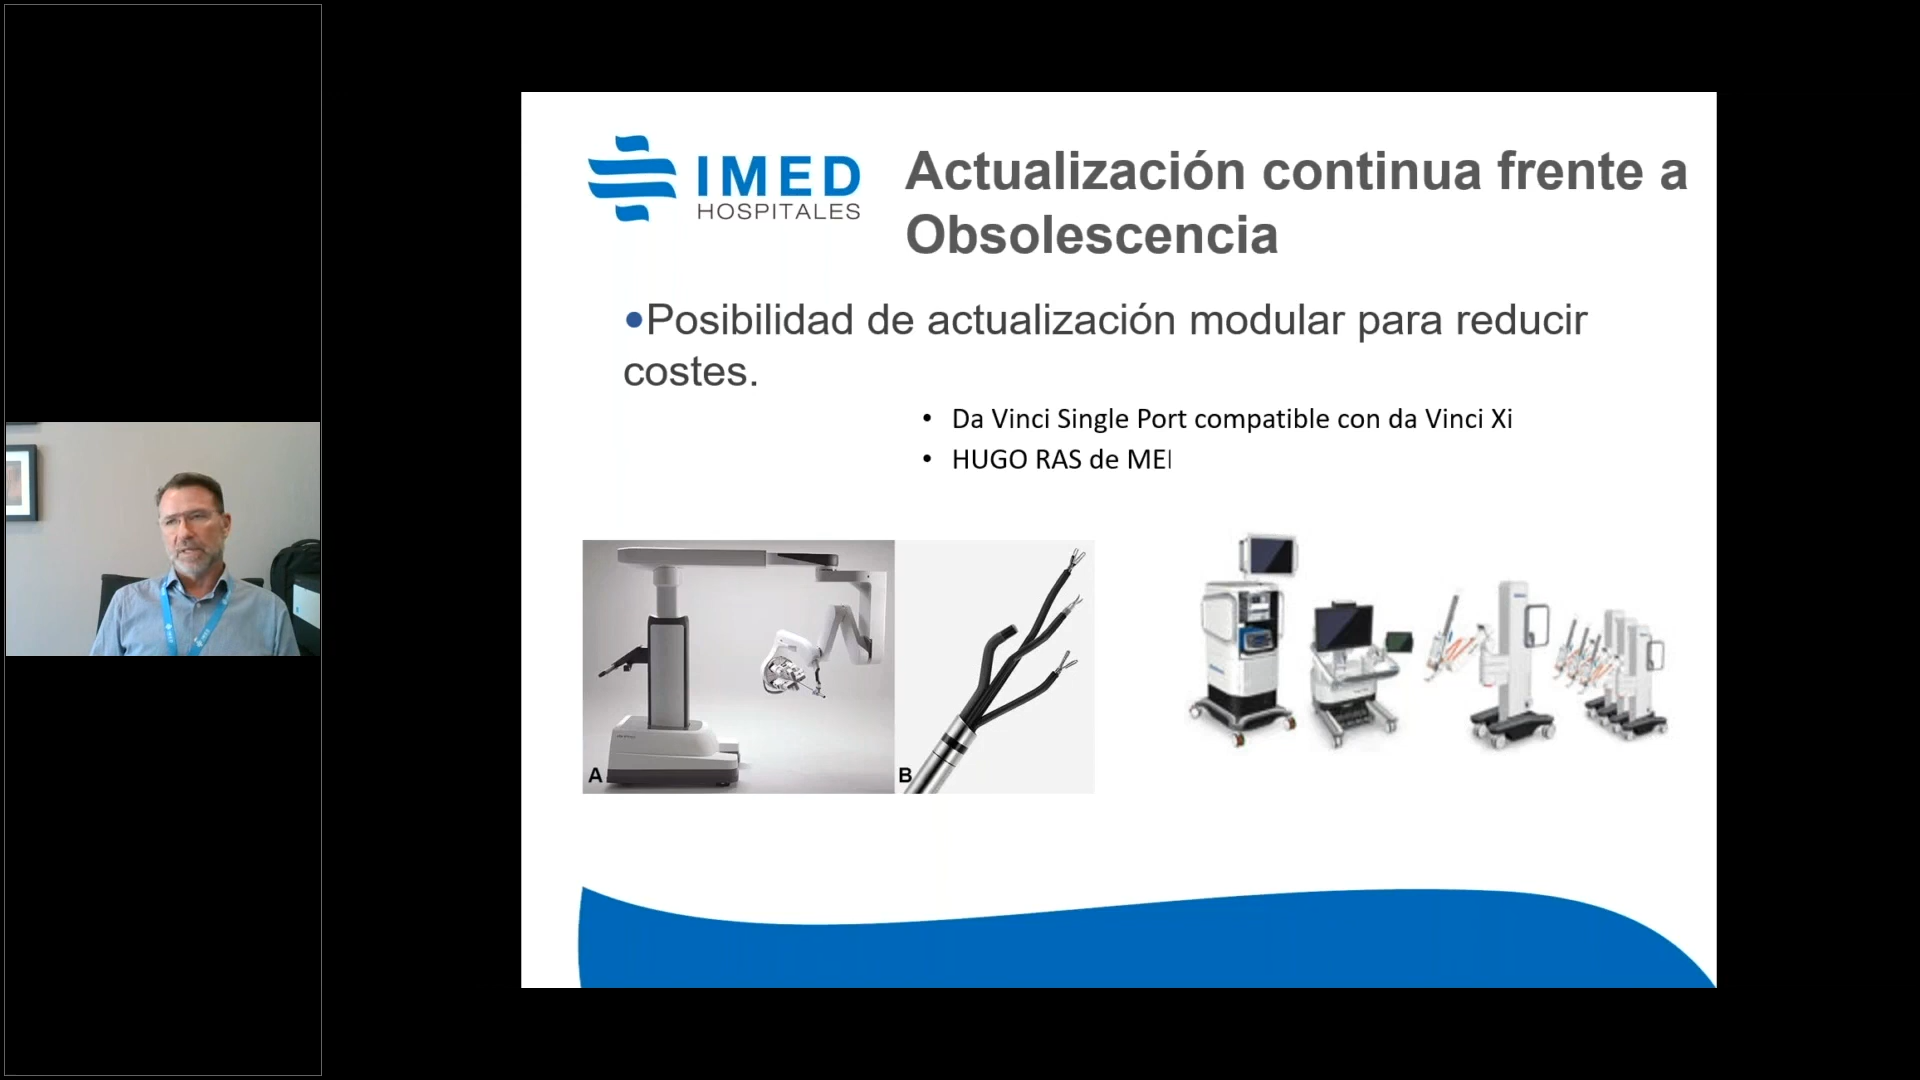 IMED
HOSPITALES
Actualización continua frente a
Obsolescencia
•Posibilidad de actualización modular para reducir
costes.
• Da Vinci Single Port compatible con da Vinci Xi
• HUGO RAS de ME
A
B